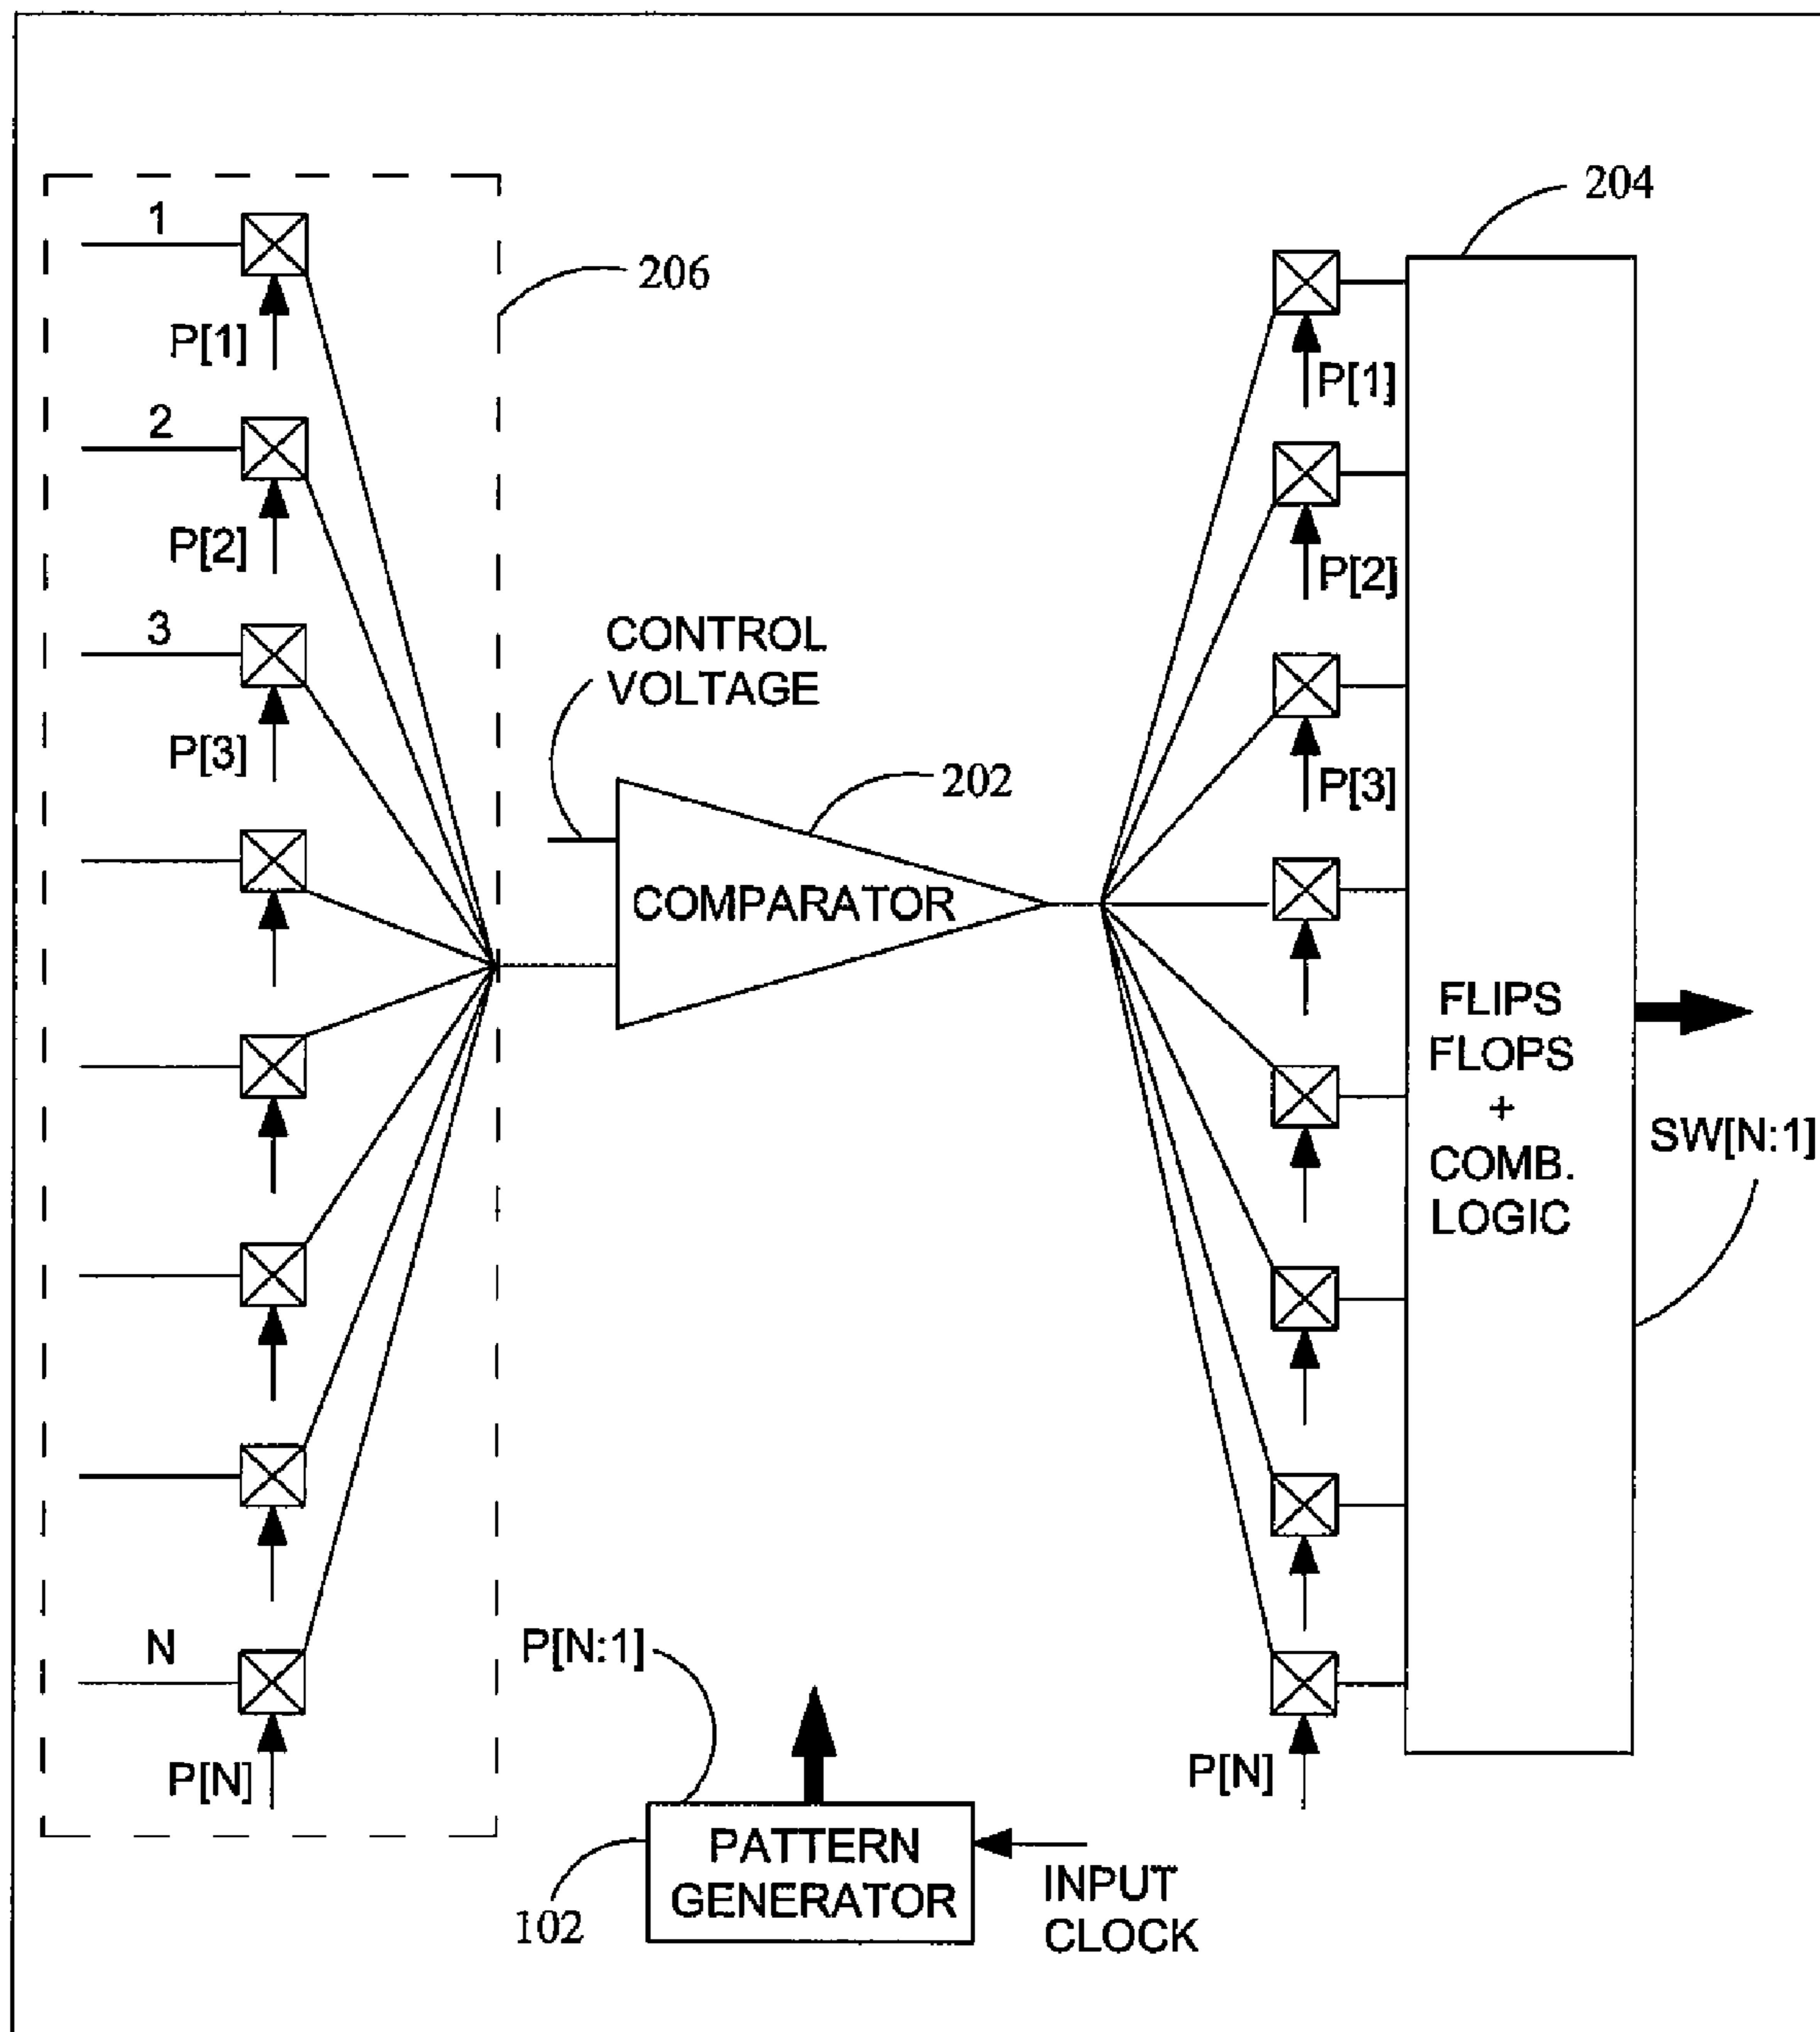 204
1
206
P[1]
P[1]
2
P[2]
P[2]
3
CONTROL
VOLTAGE
P[3]
P[3]
202
COMPARATOR
FLIPS
FLOPS
+
COMB.
LOGIC
SW[N:1]
N
P[N:1]
P[N]
P[N]
PATTERN
GENERATOR
INPUT
CLOCK
102